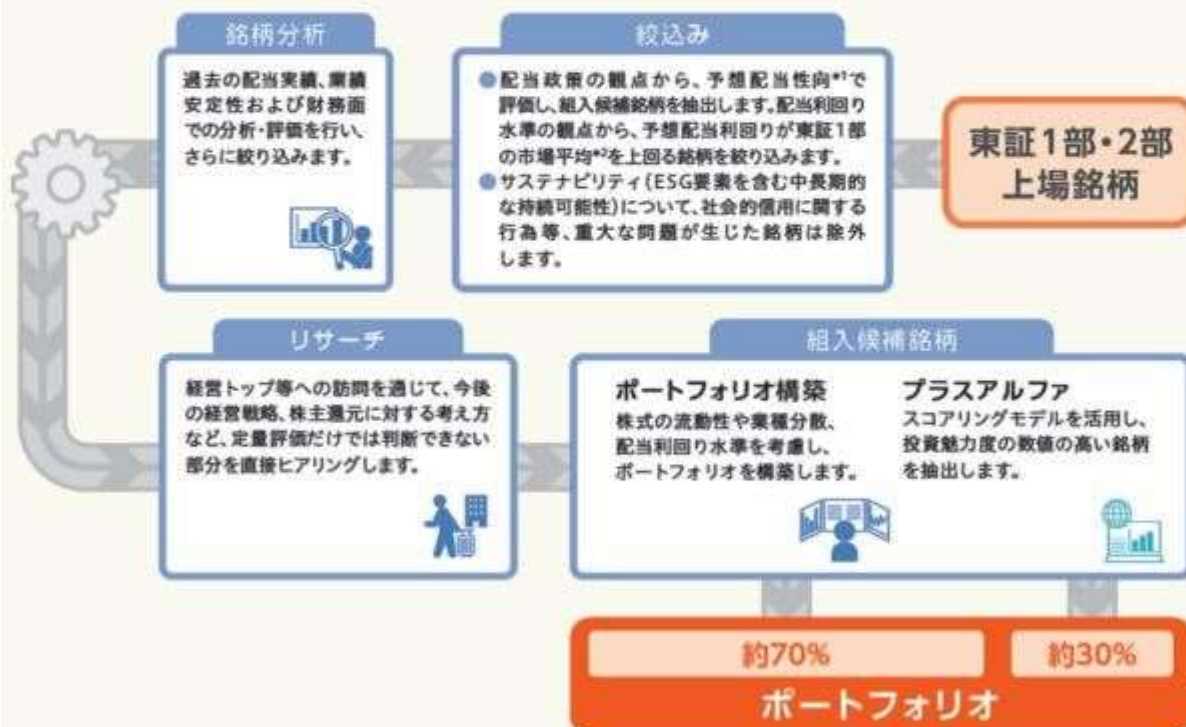 東証1部・2部
上場銘柄
絞込み
●配当政策の観点から、予想配当性向*1で
評価し、組入候補銘柄を抽出します。配当利回り
水準の観点から、予想配当利回りが東証1部
の市場平均*2を上回る銘柄を絞り込みます。
●サステナビリティ(ESG要素を含む中長期的
な持続可能性)について、社会的信用に関する
行為等、重大な問題が生じた銘柄は除外
します。
銘柄分析
過去の配当実績、業績
安定性および財務面
での分析・評価を行い、
さらに絞り込みます。
リサーチ
経営トップ等への訪問を通じて、今後
の経営戦略、株主還元に対する考え方
など、定量評価だけでは判断できない
部分を直接ヒアリングします。
組入候補銘柄
ポートフォリオ構築
株式の流動性や業種分散、
配当利回り水準を考慮し、
ポートフォリオを構築します。
プラスアルファ
スコアリングモデルを活用し、
投資魅力度の数値の高い銘柄
を抽出します。
約70%
約30%
ポートフォリオ